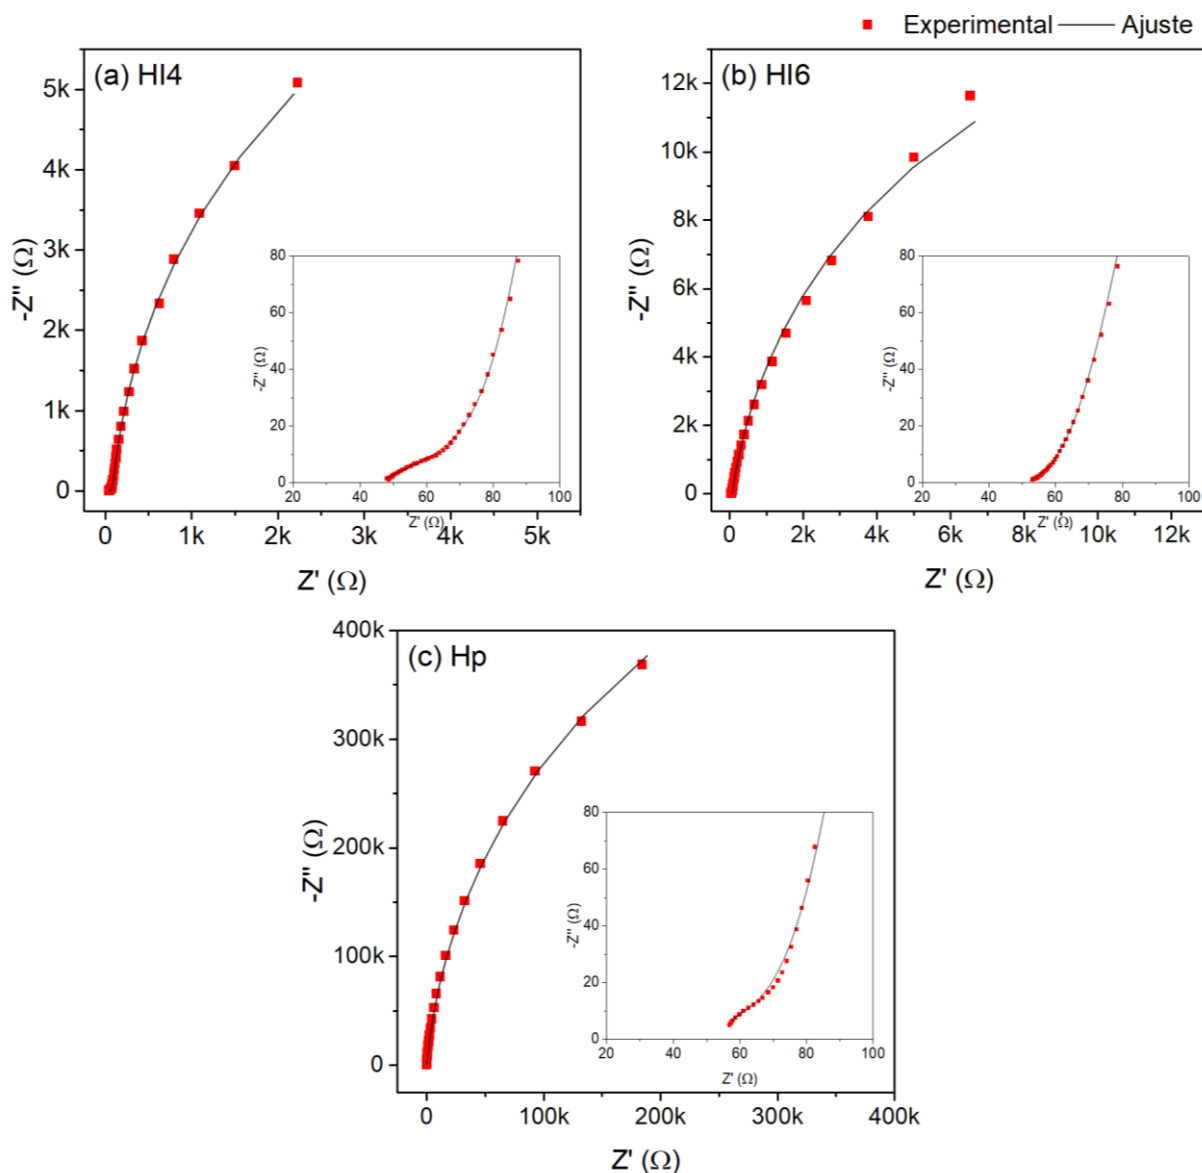 Experimental Ajuste
(a) HI4
-Z'' (Ω)
5k
4k
3k
2k
1k
0
0 1k 2k 3k 4k 5k
Z' (Ω)
-Z'' (Ω)
80
60
40
20
0
20 40 60 80 100
Z' (Ω)
(b) HI6
-Z'' (Ω)
12k
10k
8k
6k
4k
2k
0
0 2k 4k 6k 8k 10k 12k
Z' (Ω)
-Z'' (Ω)
80
60
40
20
0
20 40 60 80 100
Z' (Ω)
(c) Hp
-Z'' (Ω)
400k
300k
200k
100k
0
0 100k 200k 300k 400k
Z' (Ω)
-Z'' (Ω)
80
60
40
20
0
20 40 60 80 100
Z' (Ω)